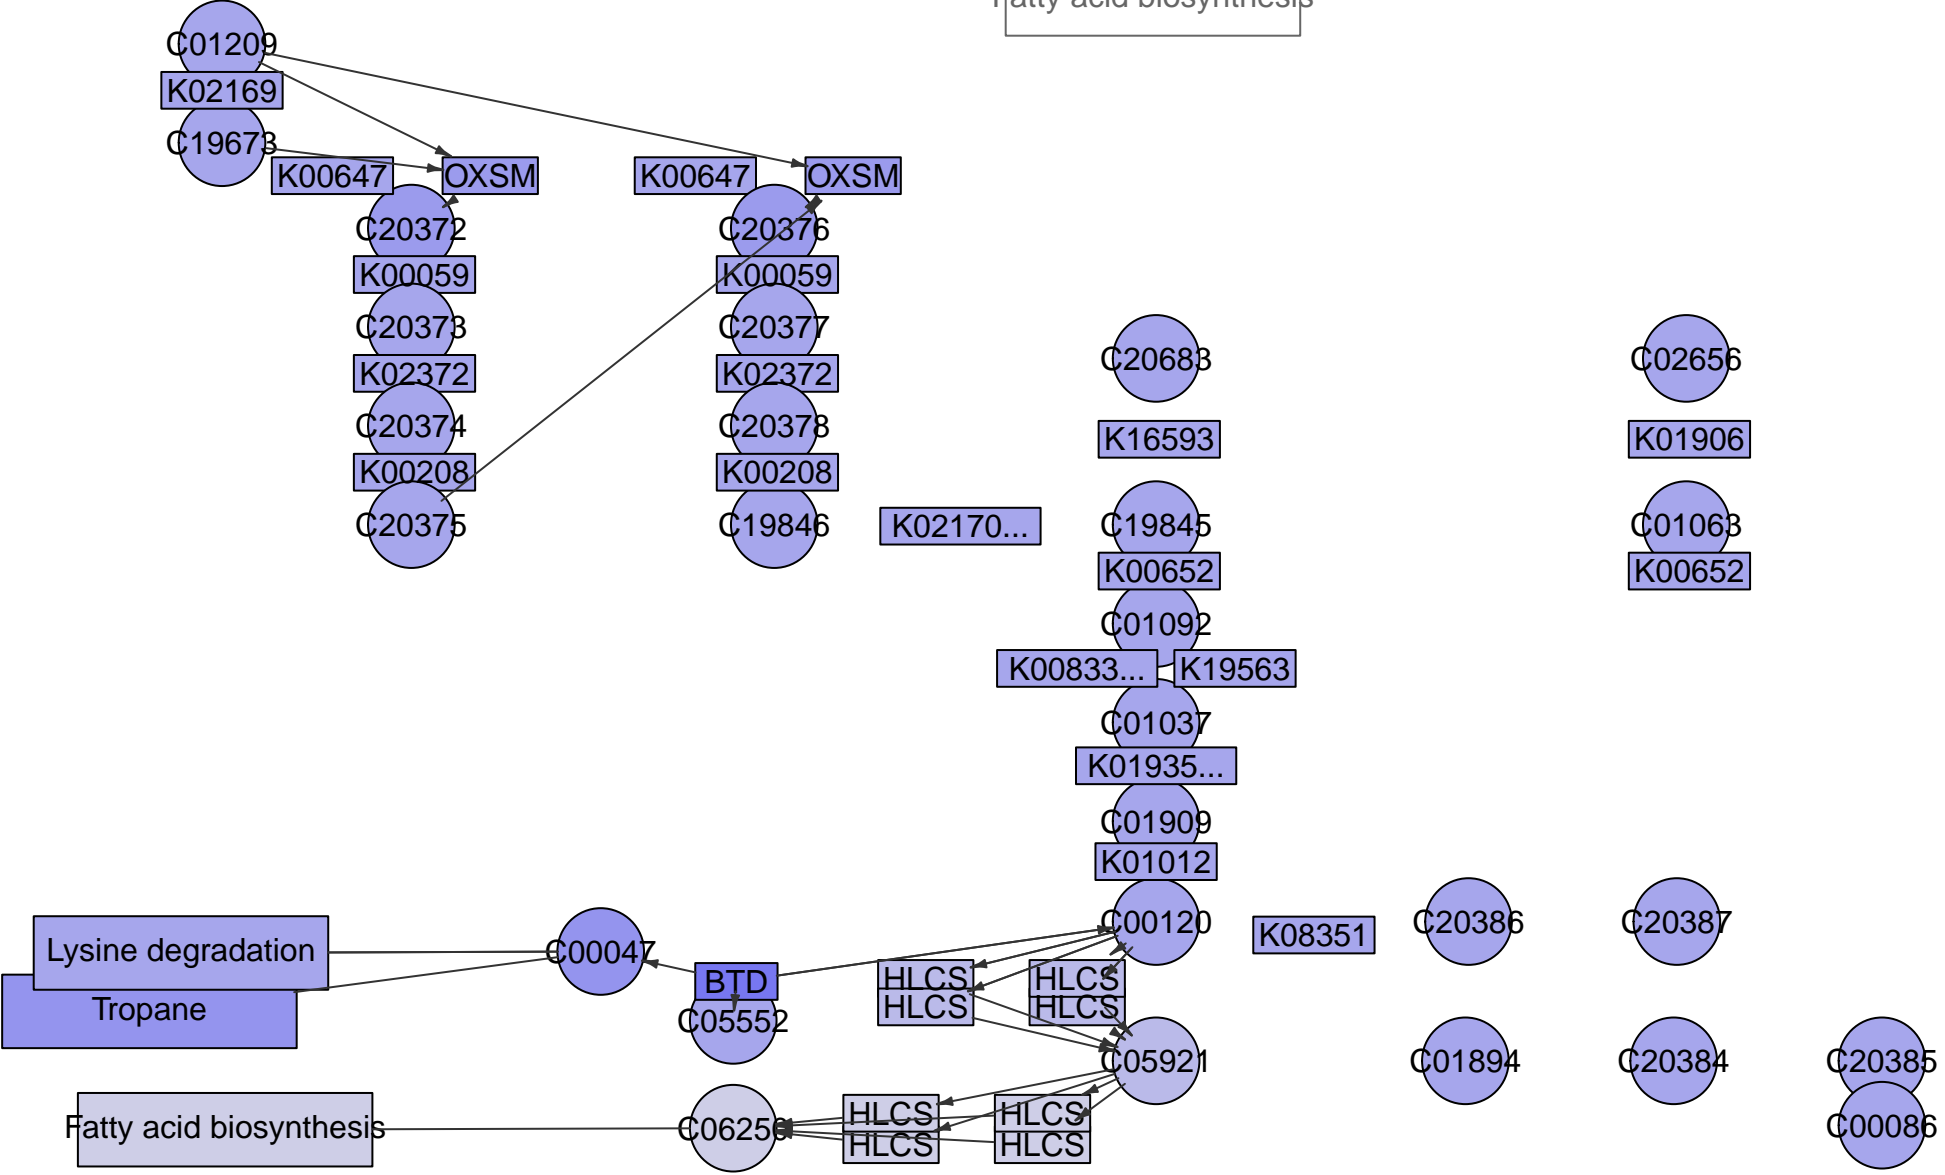 Fatty acid biosynthesis
C01209
K02169
C19673
K00647
OXSM
K00647
OXSM
C20372
C20376
K00059
K00059
C20373
C20377
C20683
C02656
K02372
K02372
C20374
C20378
K16593
K01906
K00208
K00208
C20375
C19846
K02170...
C19845
C01063
K00652
K00652
C01092
K00833...
K19563
C01037
K01935...
C01909
K01012
C00120
K08351
C20386
C20387
Lysine degradation
C00047
BTD
HLCS
HLCS
Tropane
HLCS
HLCS
C05552
C05921
C01894
C20384
C20385
HLCS
HLCS
Fatty acid biosynthesis
C06250
HLCS
HLCS
C00086